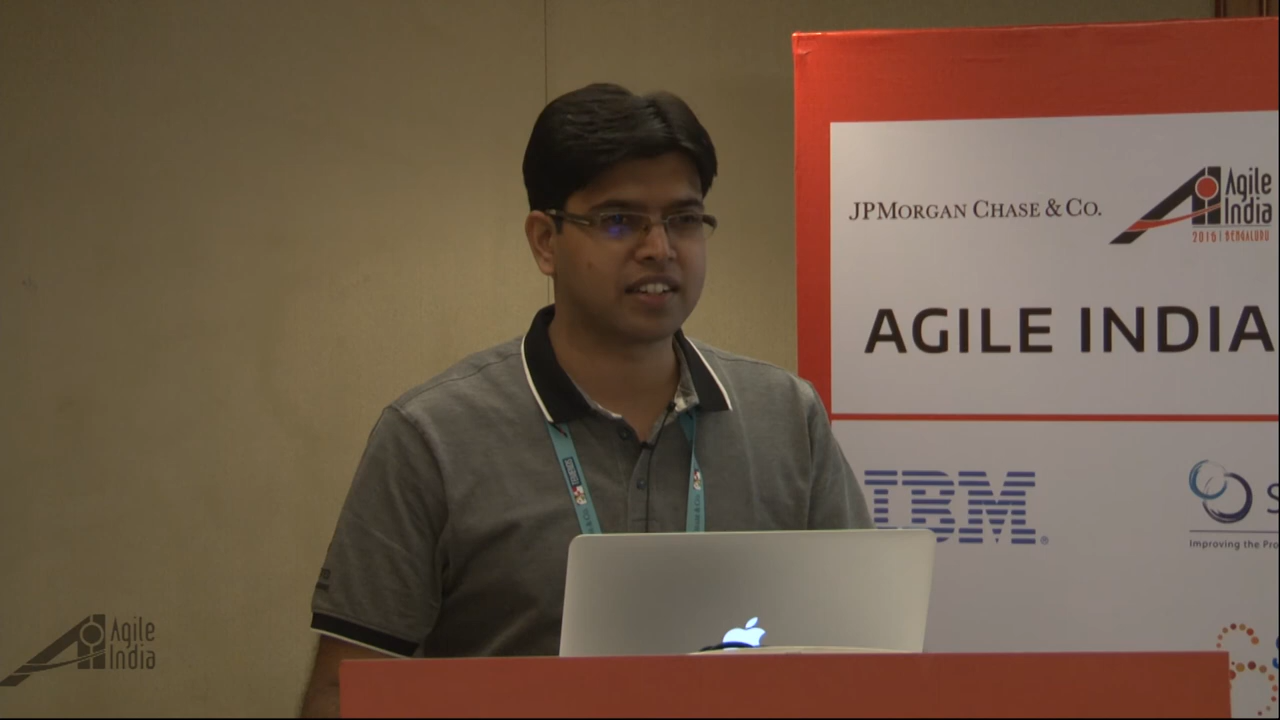 JPMORGAN CHASE & CO.
Agile
India
2016 | BENGALURU
AGILE INDIA
IBM
Improving the Pro
Agile
India